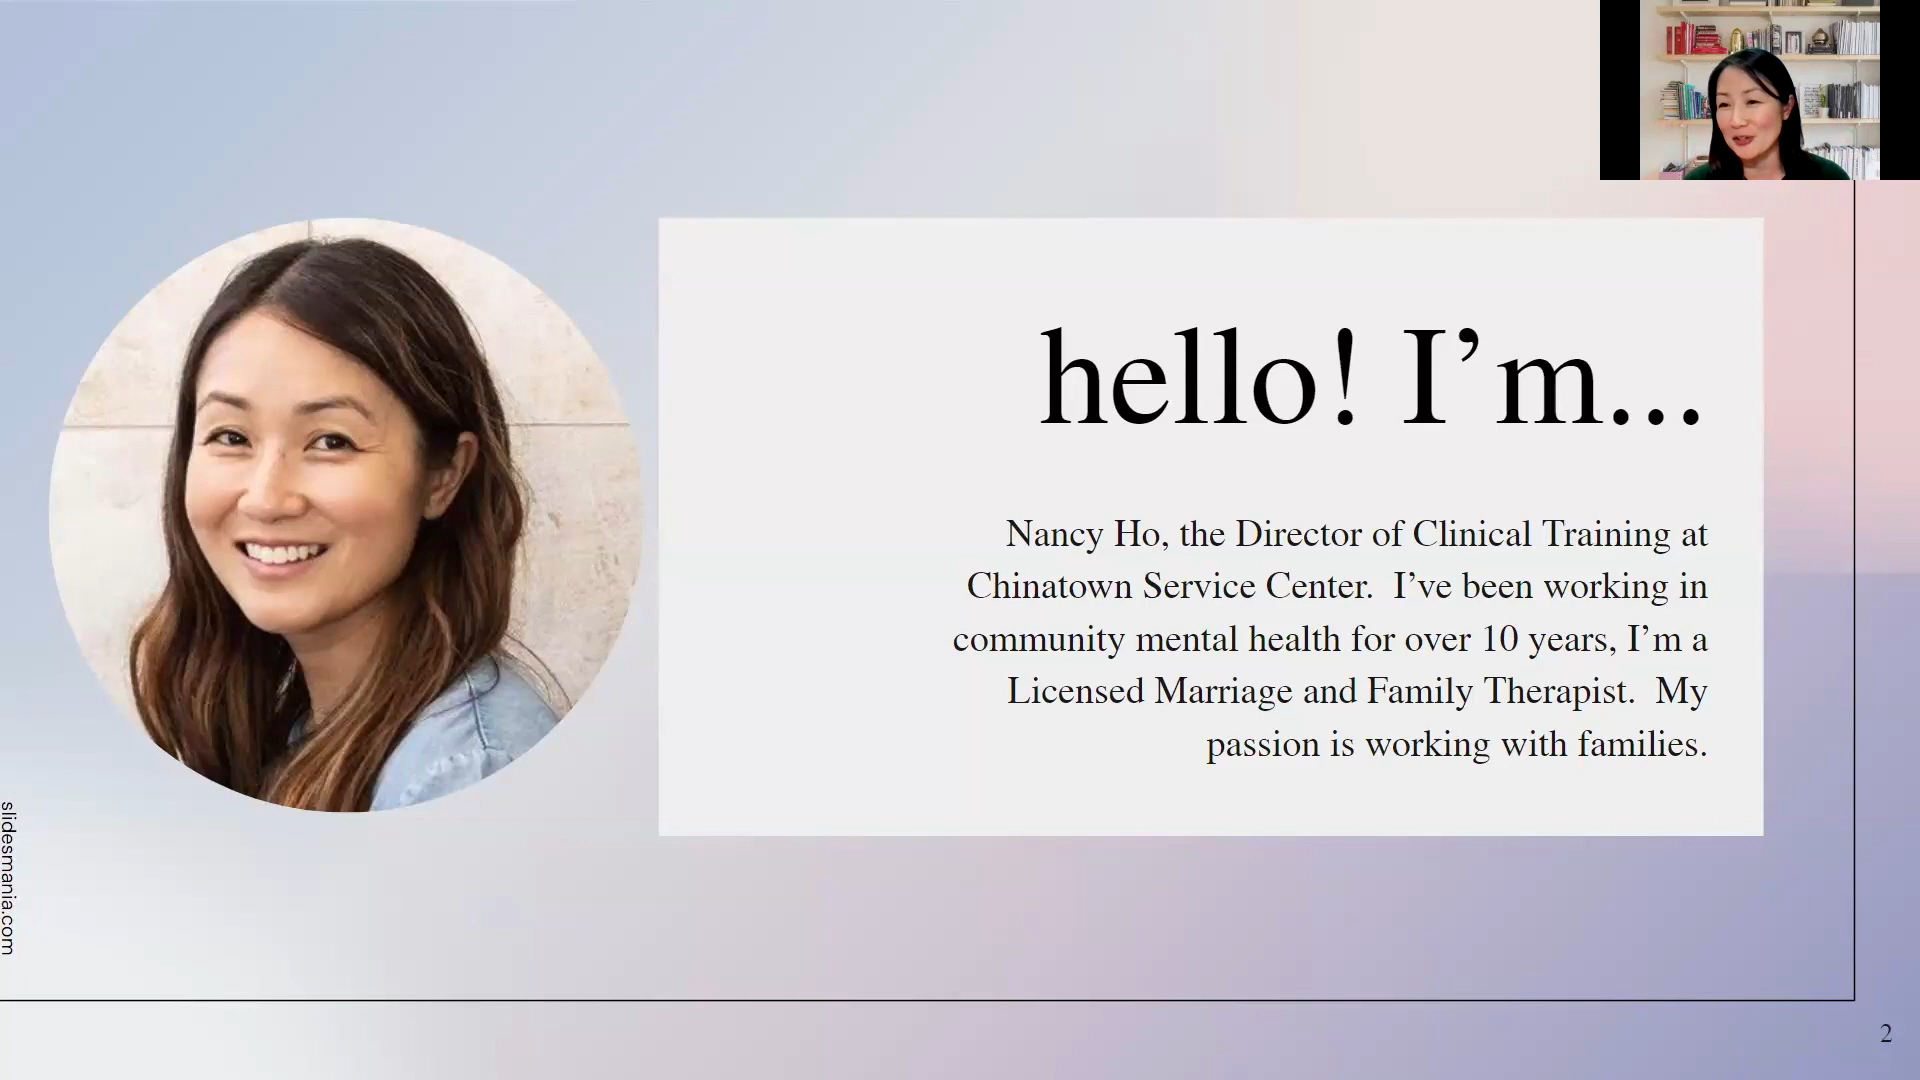 hello! I’m...
Nancy Ho, the Director of Clinical Training at
Chinatown Service Center.  I’ve been working in
community mental health for over 10 years, I’m a
Licensed Marriage and Family Therapist.  My
passion is working with families.
slidesmania.com
2